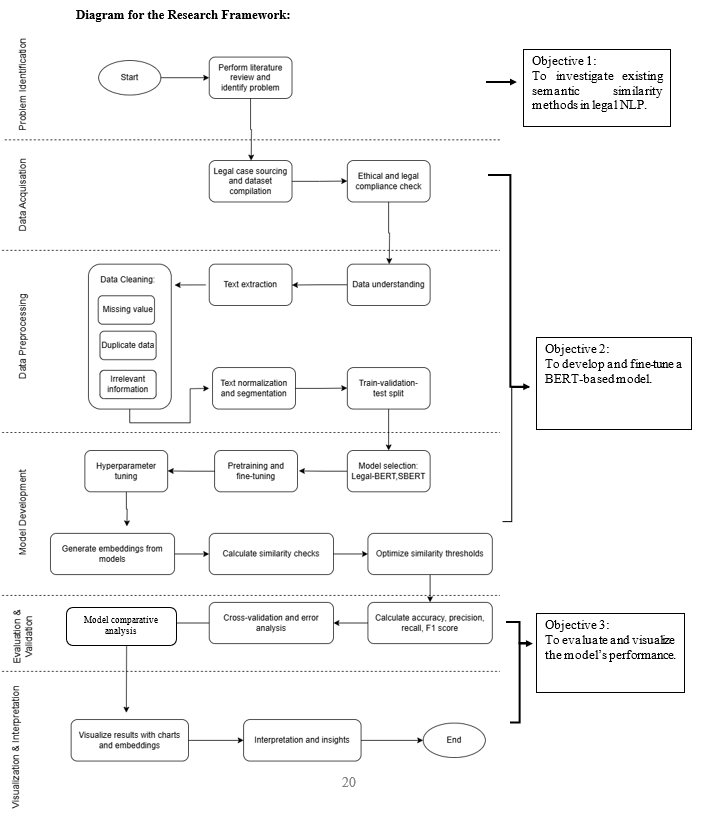 Diagram for the Research Framework:
Problem Identification
Start
Perform literature
review and
identify problem
Objective 1:
To investigate existing
semantic similarity
methods in legal NLP.
Data Acquisation
Legal case sourcing
and dataset
compilation
Ethical and legal
compliance check
Data Preprocessing
Data understanding
Text extraction
Data Cleaning:
Missing value
Duplicate data
Irrelevant
information
Text normalization
and segmentation
Train-validation-
test split
Objective 2:
To develop and fine-tune a
BERT-based model.
Model Development
Model selection:
Legal-BERT,SBERT
Pretraining and
fine-tuning
Hyperparameter
tuning
Generate embeddings from
models
Calculate similarity checks
Optimize similarity thresholds
Evaluation &
Validation
Calculate accuracy, precision,
recall, F1 score
Cross-validation and error
analysis
Model comparative
analysis
Objective 3:
To evaluate and visualize
the model's performance.
Visualization & Interpretation
Visualize results with charts
and embeddings
Interpretation and insights
End
20